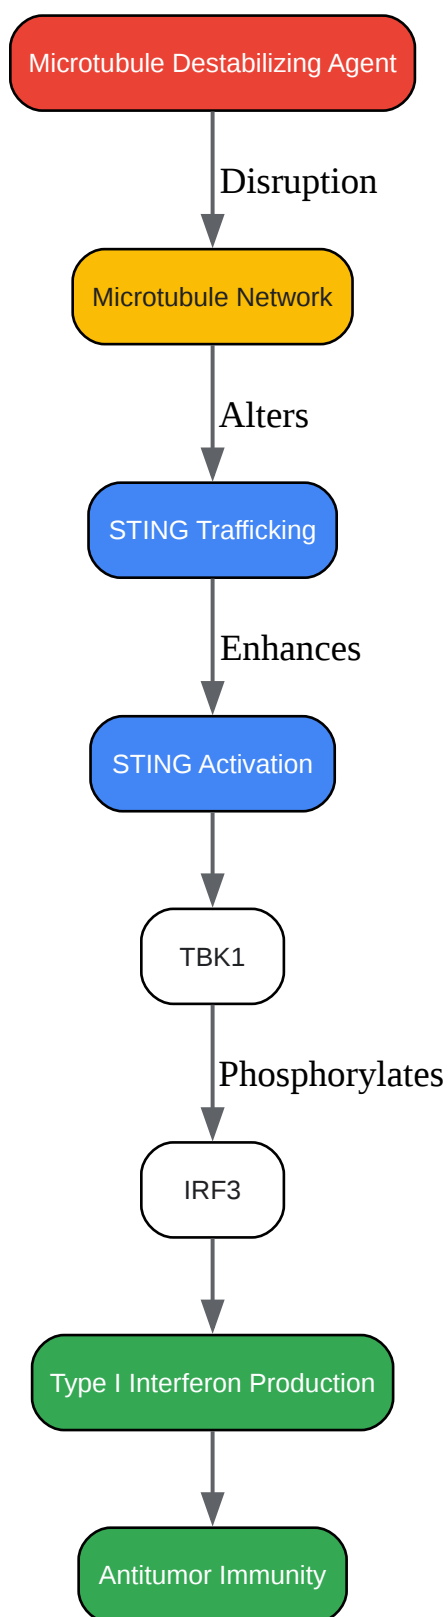 Microtubule Destabilizing Agent
Disruption
Microtubule Network
Alters
STING Trafficking
Enhances
STING Activation
TBK1
Phosphorylates
IRF3
Type I Interferon Production
Antitumor Immunity